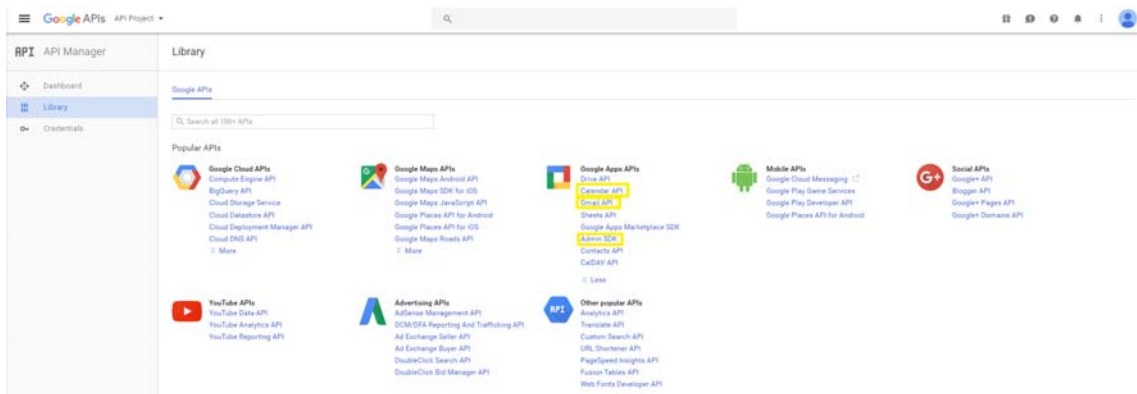 Google APIs API Project
API API Manager
Library
Dashboard
Library
Credentials
Google APIs
Search all 100+ APIs
Popular APIs
Google Cloud APIs
Compute Engine API
BigQuery API
Cloud Storage Service
Cloud Datastore API
Cloud Deployment Manager API
Cloud DNS API
More
Google Maps APIs
Google Maps Android API
Google Maps SDK for iOS
Google Maps JavaScript API
Google Places API for Android
Google Places API for iOS
Google Maps Roads API
More
Google Apps APIs
Drive API
Calendar API
Gmail API
Sheets API
Google Apps Marketplace SDK
Admin SDK
Contacts API
CalDAV API
Less
Mobile APIs
Google Cloud Messaging
Google Play Game Services
Google Play Developer API
Google Places API for Android
G+
Social APIs
Google+ API
Blogger API
Google+ Pages API
Google+ Domains API
YouTube APIs
YouTube Data API
YouTube Analytics API
YouTube Reporting API
Advertising APIs
AdSense Management API
DCM/DFA Reporting And Trafficking API
Ad Exchange Seller API
Ad Exchange Buyer API
DoubleClick Search API
DoubleClick Bid Manager API
API
Other popular APIs
Analytics API
Translate API
Custom Search API
URL Shortener API
PageSpeed Insights API
Fusion Tables API
Web Fonts Developer API